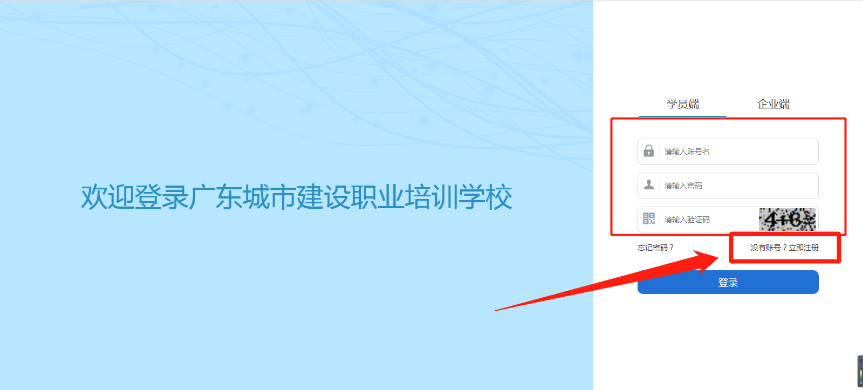 学员端 企业端
请输入账号名
请输入密码
欢迎登录广东城市建设职业培训学校
请输入验证码
忘记密码？ 没有账号？立即注册
登录